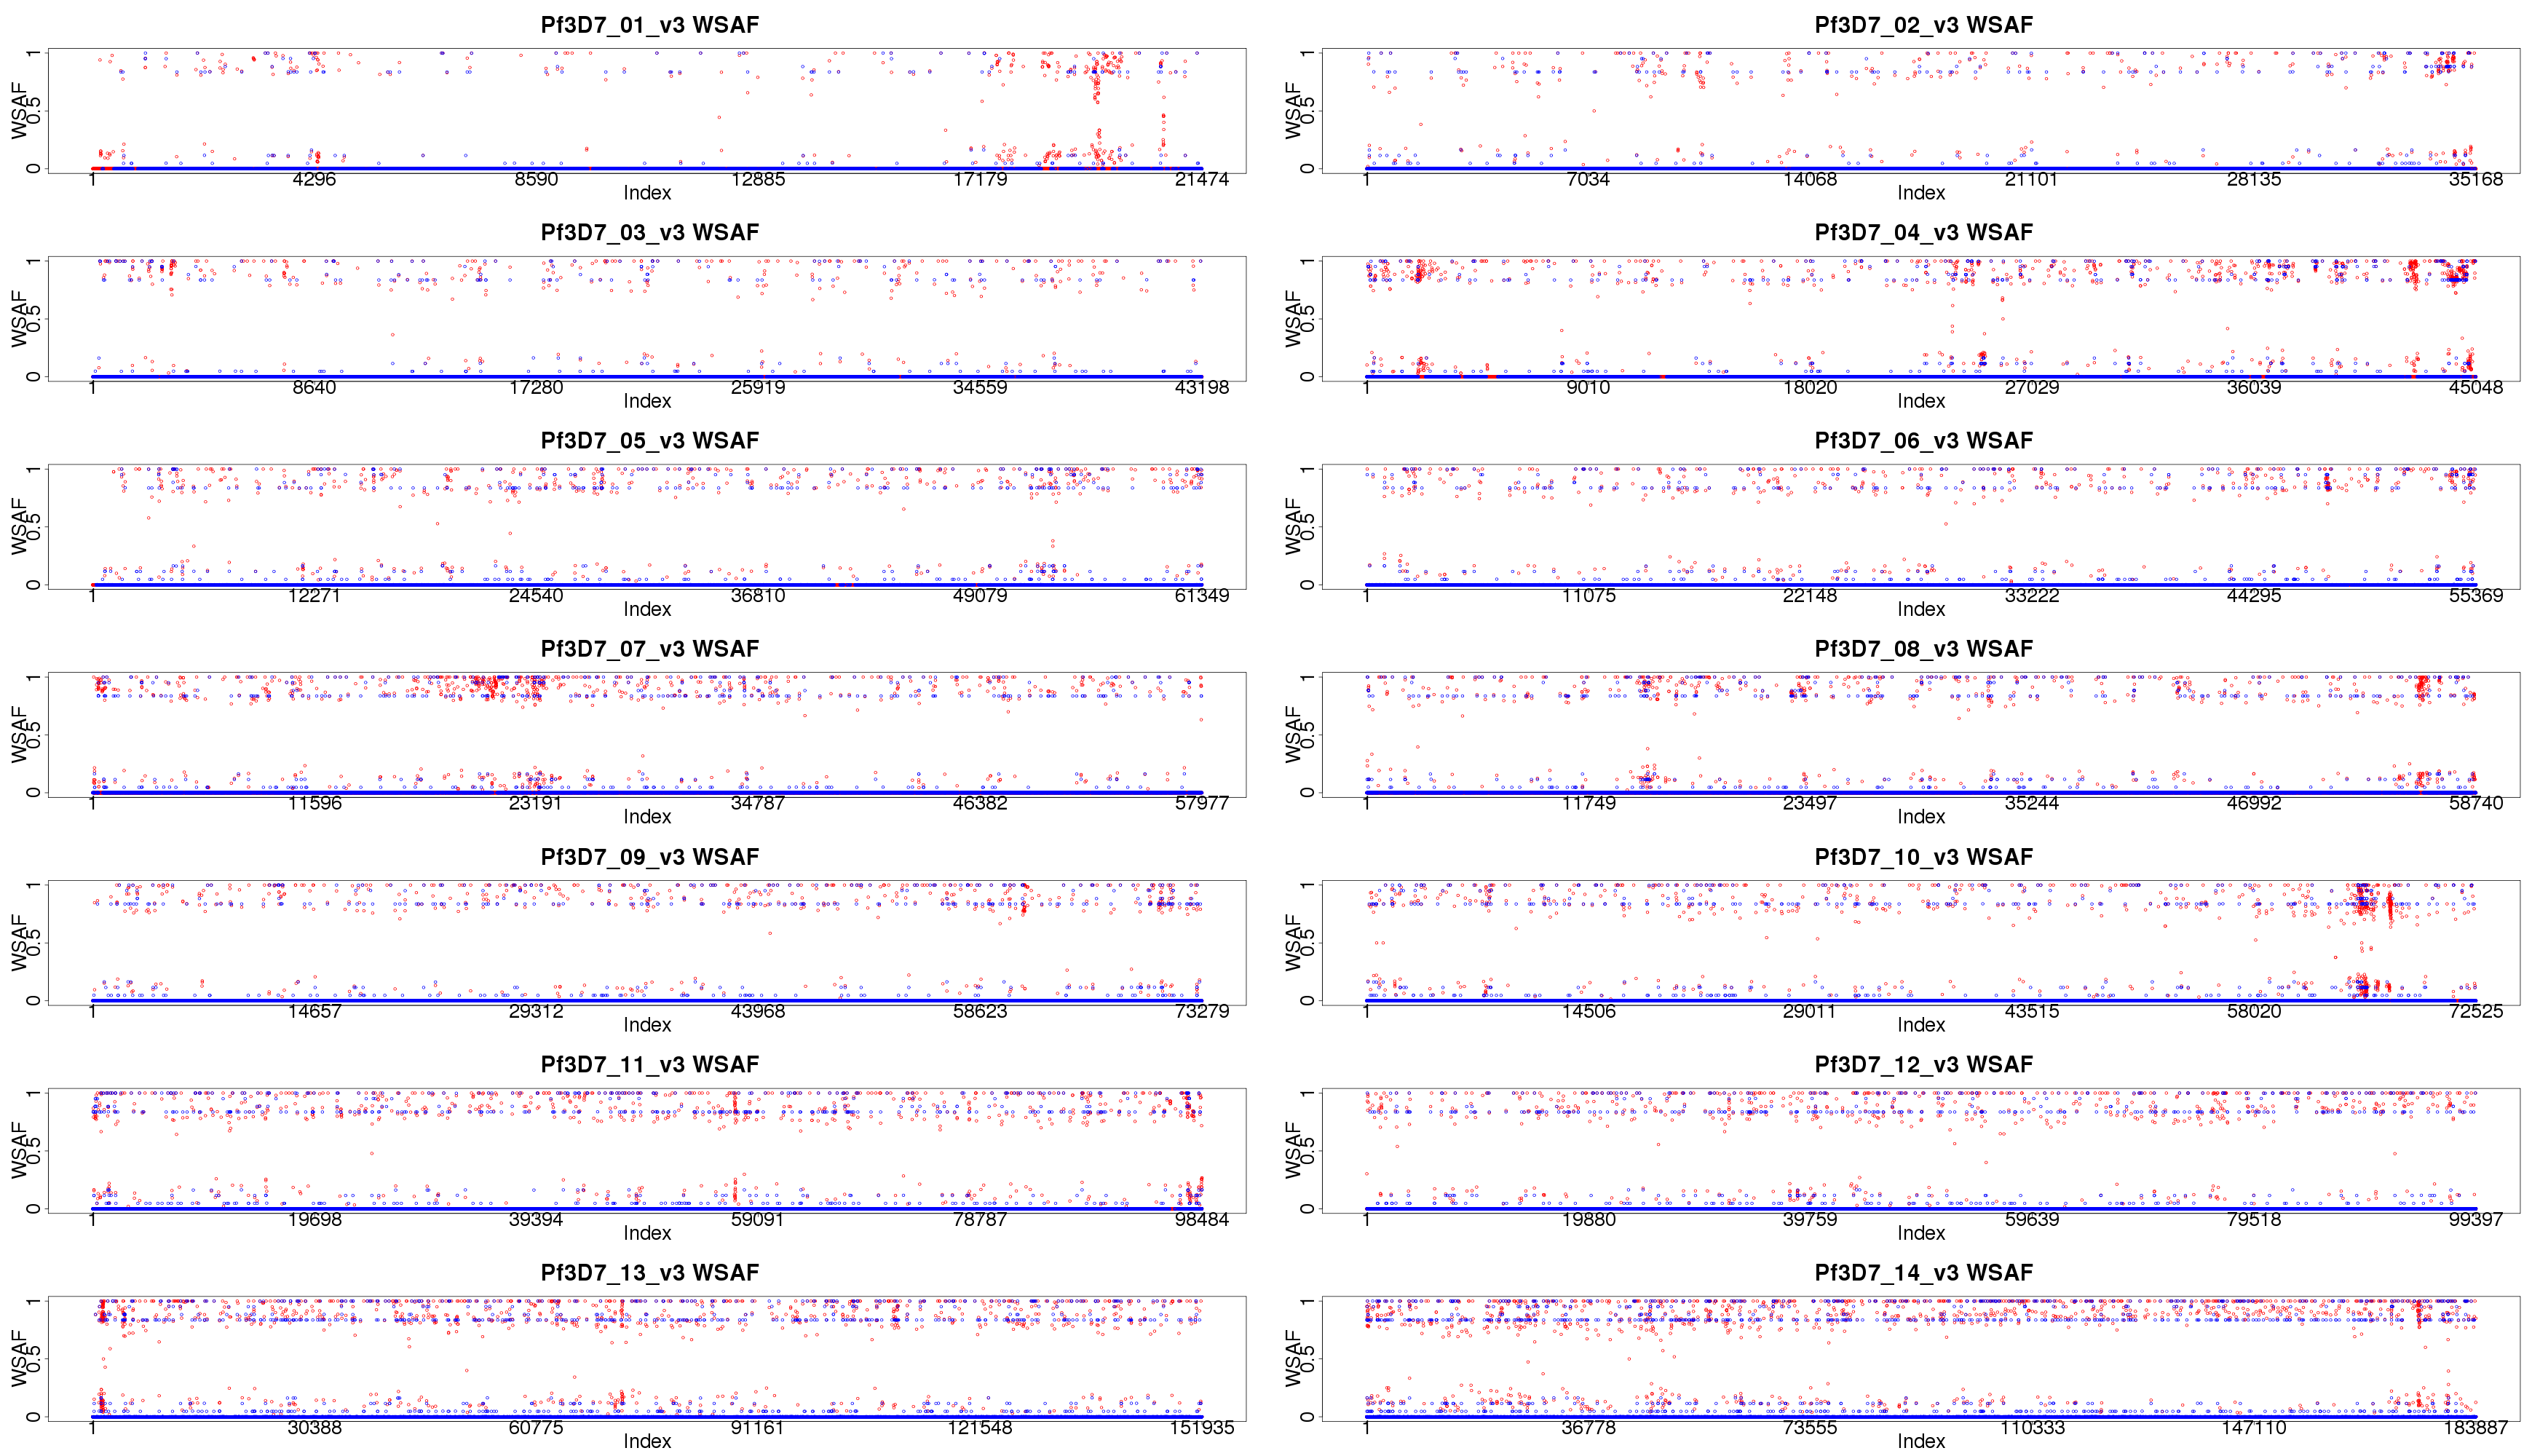 Pf3D7_01_v3 WSAF
WSAF
0 0.5 1
1 4296 8590 12885 17179 21474
Index
Pf3D7_02_v3 WSAF
WSAF
0 0.5 1
1 7034 14068 21101 28135 35168
Index
Pf3D7_03_v3 WSAF
WSAF
0 0.5 1
1 8640 17280 25919 34559 43198
Index
Pf3D7_04_v3 WSAF
WSAF
0 0.5 1
1 9010 18020 27029 36039 45048
Index
Pf3D7_05_v3 WSAF
WSAF
0 0.5 1
1 12271 24540 36810 49079 61349
Index
Pf3D7_06_v3 WSAF
WSAF
0 0.5 1
1 11075 22148 33222 44295 55369
Index
Pf3D7_07_v3 WSAF
WSAF
0 0.5 1
1 11596 23191 34787 46382 57977
Index
Pf3D7_08_v3 WSAF
WSAF
0 0.5 1
1 11749 23497 35244 46992 58740
Index
Pf3D7_09_v3 WSAF
WSAF
0 0.5 1
1 14657 29312 43968 58623 73279
Index
Pf3D7_10_v3 WSAF
WSAF
0 0.5 1
1 14506 29011 43515 58020 72525
Index
Pf3D7_11_v3 WSAF
WSAF
0 0.5 1
1 19698 39394 59091 78787 98484
Index
Pf3D7_12_v3 WSAF
WSAF
0 0.5 1
1 19880 39759 59639 79518 99397
Index
Pf3D7_13_v3 WSAF
WSAF
0 0.5 1
1 30388 60775 91161 121548 151935
Index
Pf3D7_14_v3 WSAF
WSAF
0 0.5 1
1 36778 73555 110333 147110 183887
Index